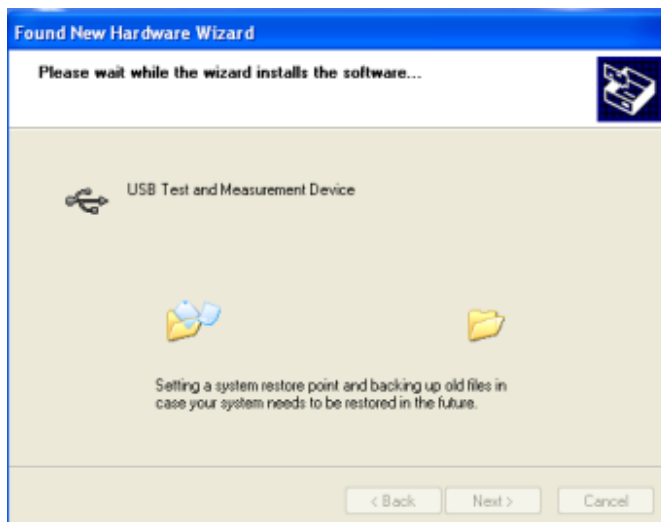 Found New Hardware Wizard
Please wait while the wizard installs the software...
USB Test and Measurement Device
Setting a system restore point and backing up old files in
case your system needs to be restored in the future.
< Back
Next >
Cancel